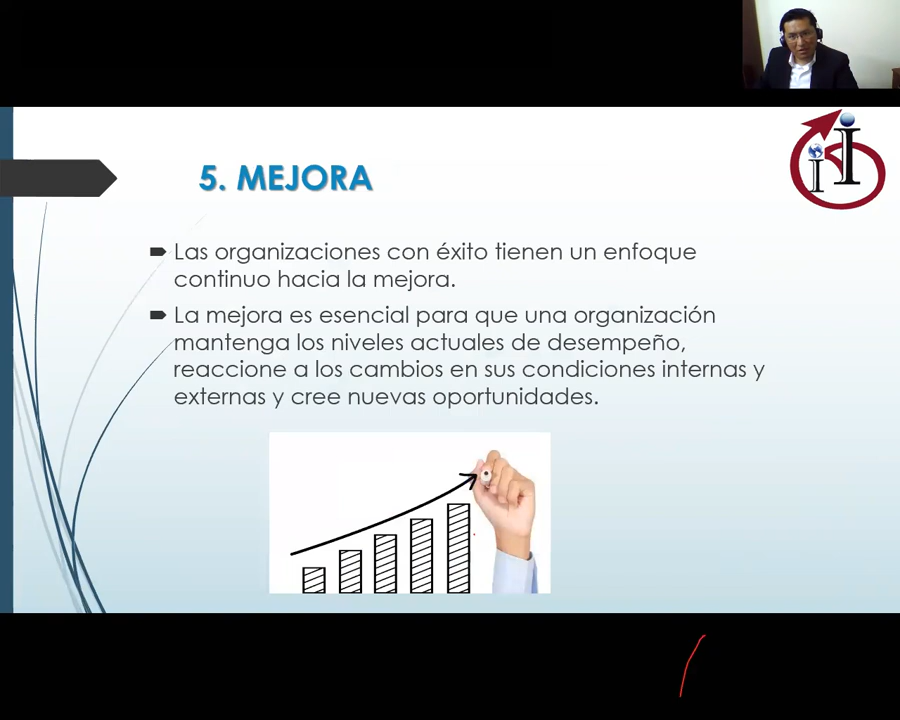 5. MEJORA
Las organizaciones con éxito tienen un enfoque
continuo hacia la mejora.
La mejora es esencial para que una organización
mantenga los niveles actuales de desempeño,
reaccione a los cambios en sus condiciones internas y
externas y cree nuevas oportunidades.